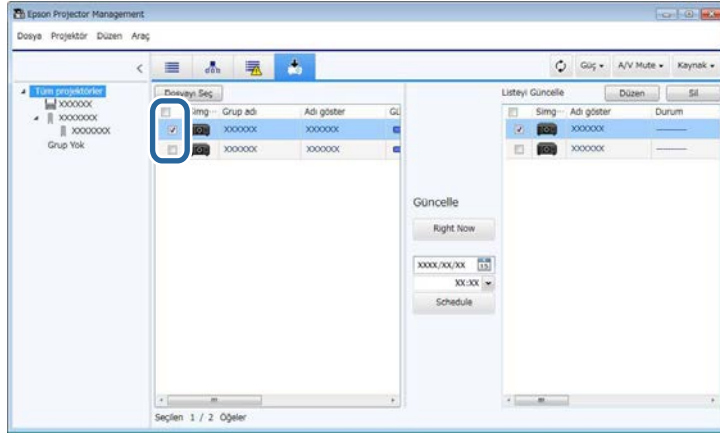 Epson Projector Management
Dosya Projektör Düzen Araç
Güç A/V Mute Kaynak
Tüm projektörler
XXXXXX
XXXXXXX
XXXXXXX
Grup Yok
Dosyayı Seç
Simg... Grup adı Adı göster Gü
XXXXXX XXXXXX
XXXXXX XXXXXX
Güncelle
Right Now
XXXX/XX/XX 15
XX:XX
Schedule
Listeyi Güncelle Düzen Sil
Simg... Adı göster Durum
XXXXXX ———
XXXXXX ———
Seçilen 1 / 2 Öğeler